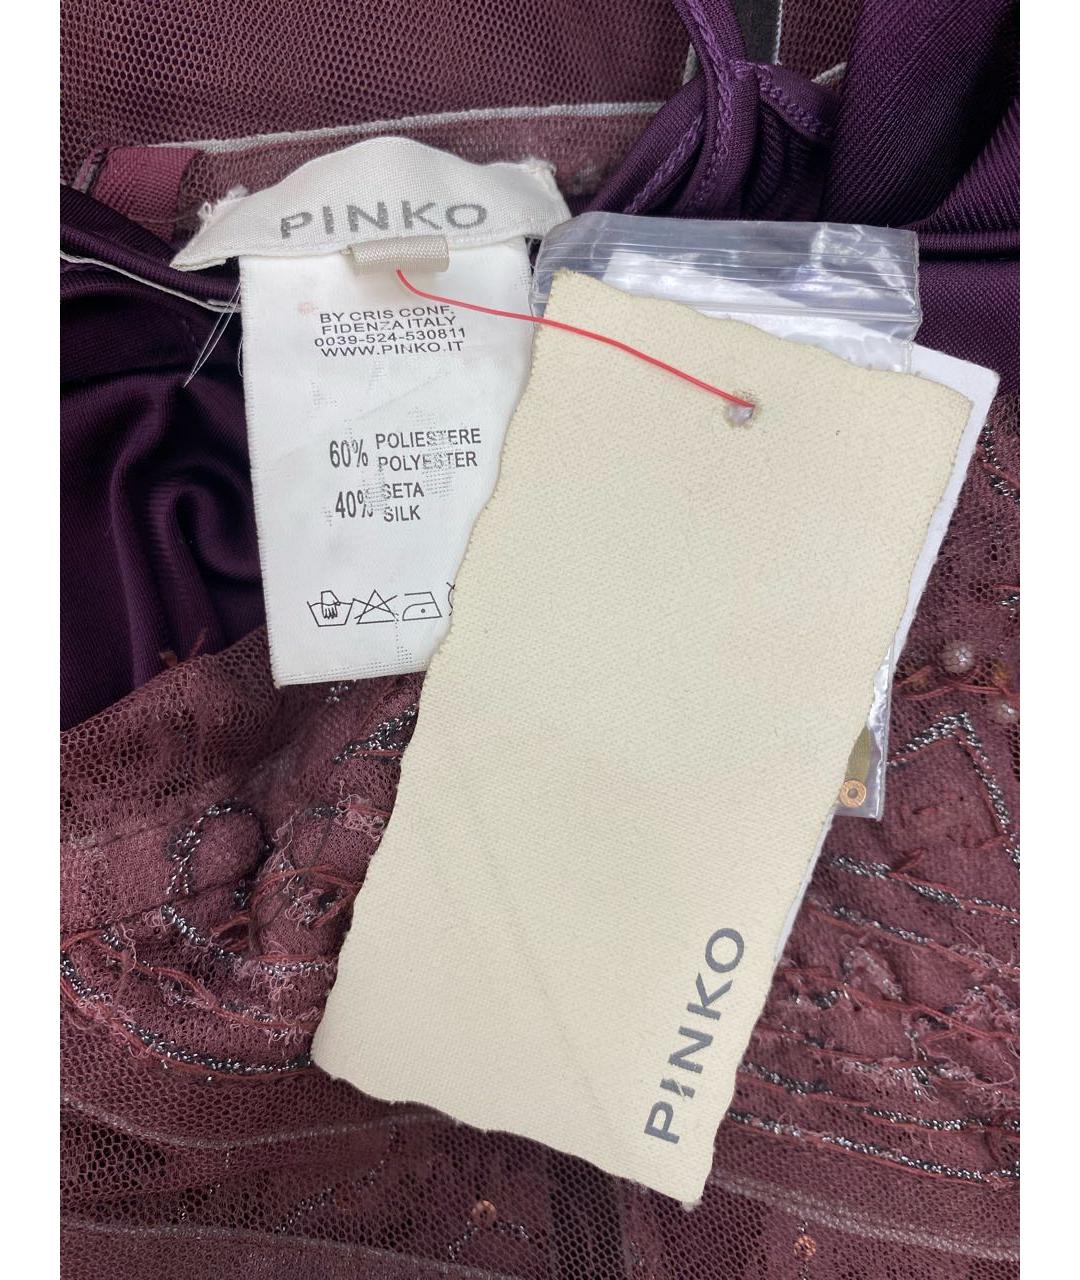 PINKO
BY CRIS CONF.
FIDENZA ITALY
0039-524-530811
WWW.PINKO.IT
60% POLIESTERE
POLYESTER
40% SETA
SILK
PINKO